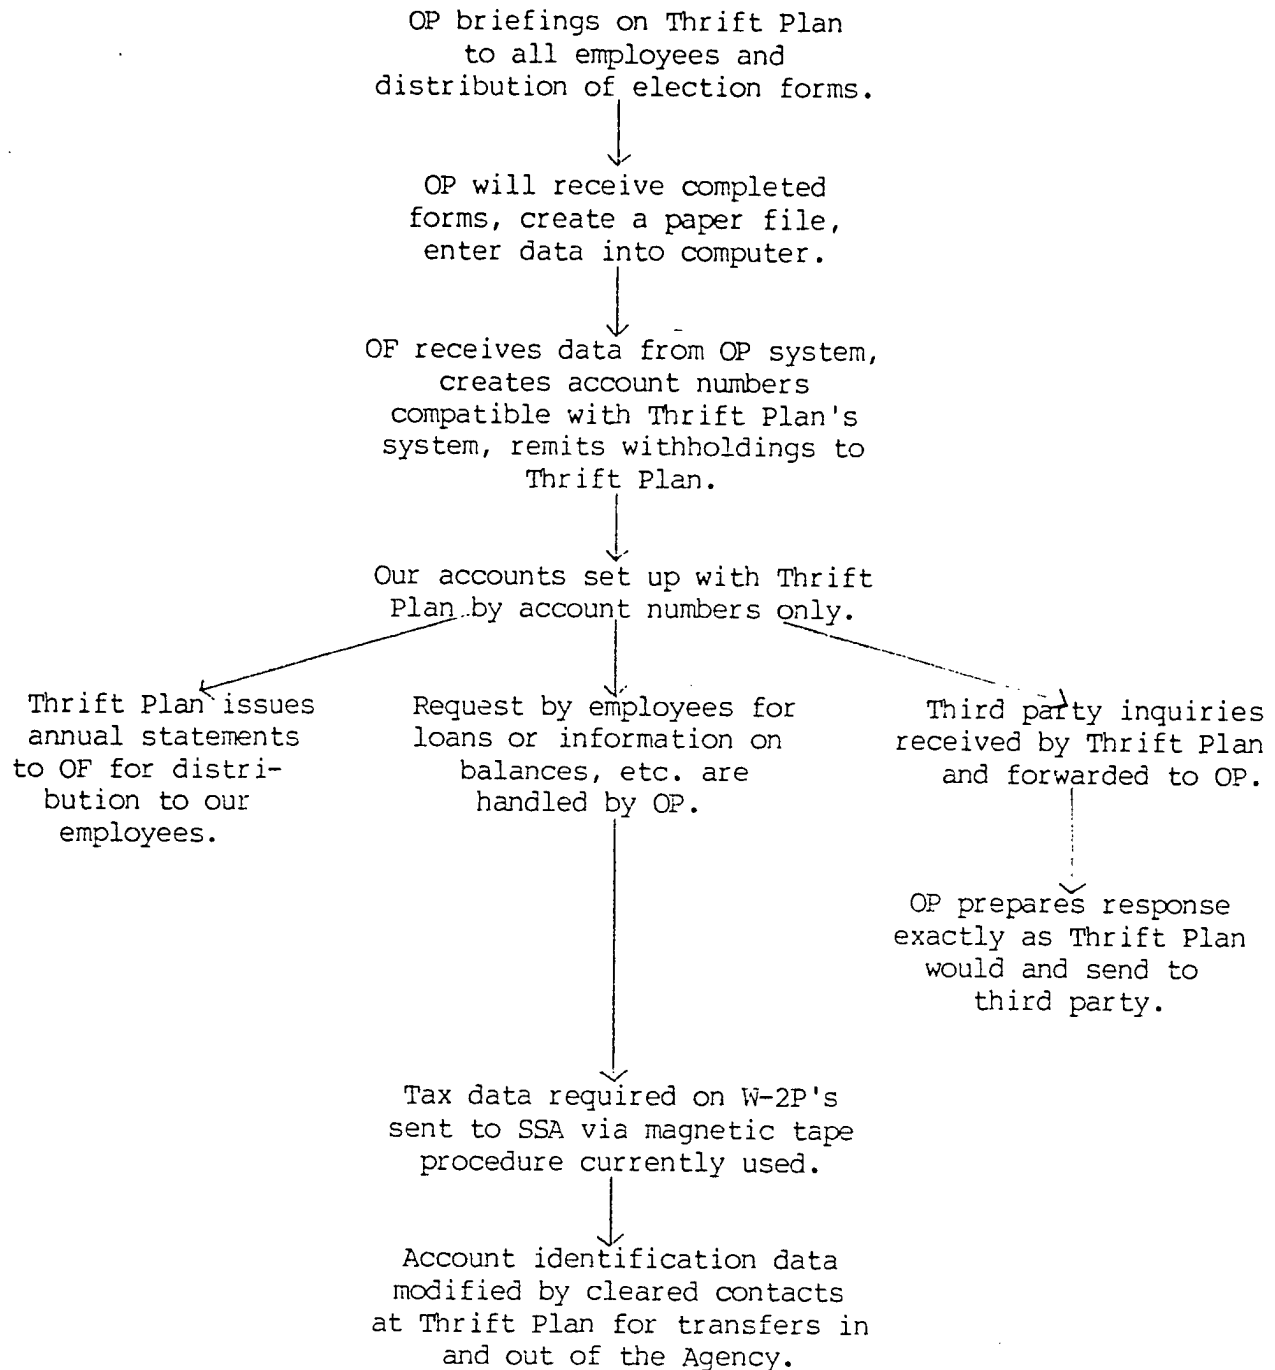 OP briefings on Thrift Plan
to all employees and
distribution of election forms.
OP will receive completed
forms, create a paper file,
enter data into computer.
OF receives data from OP system,
creates account numbers
compatible with Thrift Plan's
system, remits withholdings to
Thrift Plan.
Our accounts set up with Thrift
Plan by account numbers only.
Thrift Plan issues
annual statements
to OF for distri-
bution to our
employees.
Request by employees for
loans or information on
balances, etc. are
handled by OP.
Third party inquiries
received by Thrift Plan
and forwarded to OP.
OP prepares response
exactly as Thrift Plan
would and send to
third party.
Tax data required on W-2P's
sent to SSA via magnetic tape
procedure currently used.
Account identification data
modified by cleared contacts
at Thrift Plan for transfers in
and out of the Agency.